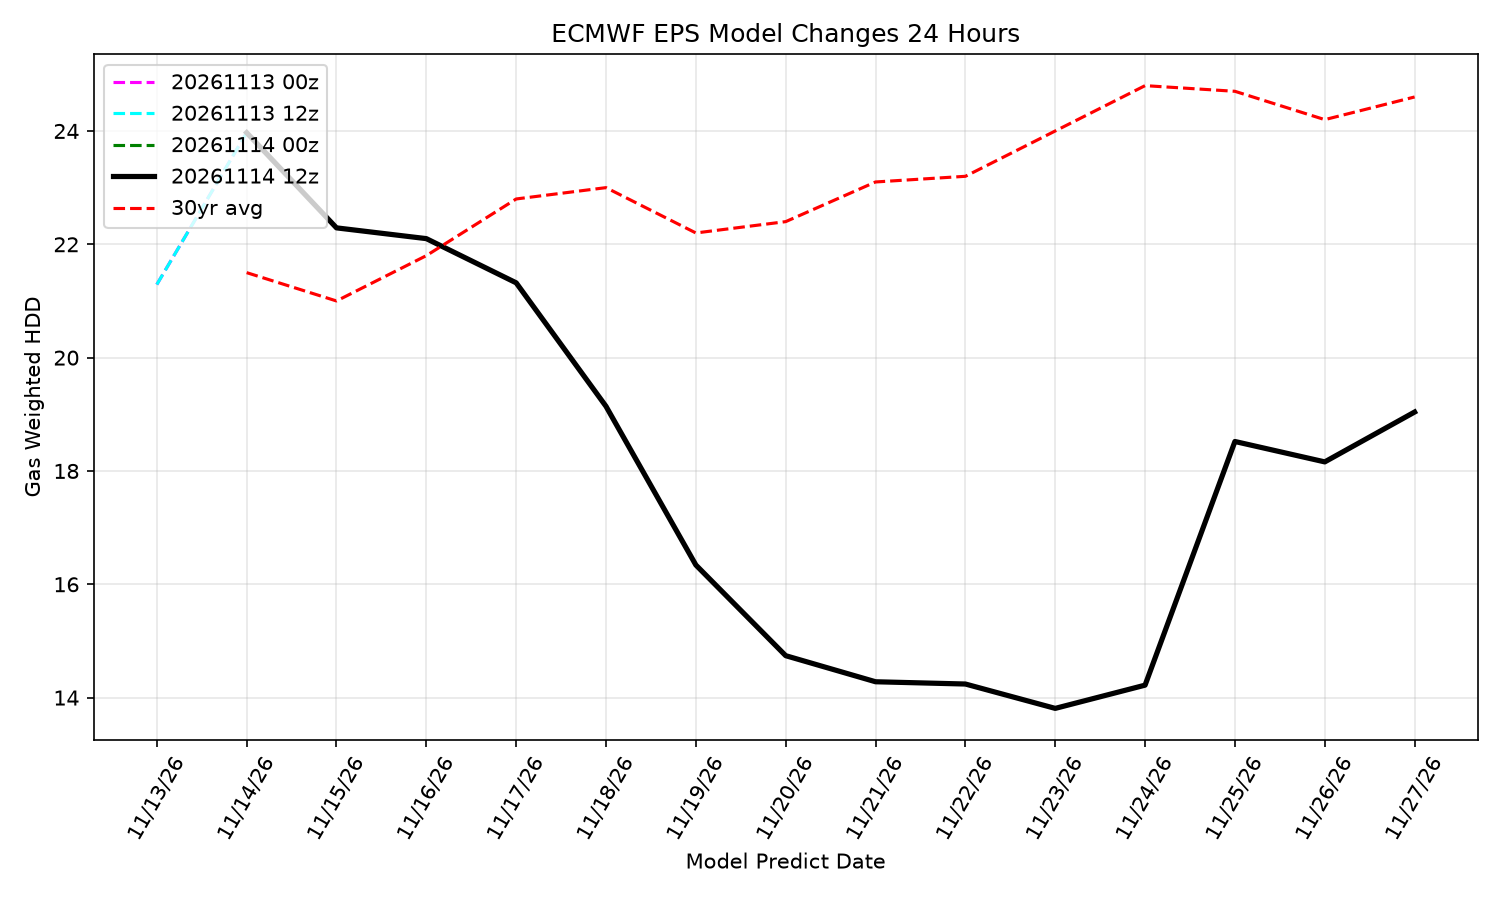 ECMWF EPS Model Changes 24 Hours
20261113 00z
20261113 12z
20261114 00z
20261114 12z
30yr avg
Gas Weighted HDD
24
22
20
18
16
14
11/13/26
11/14/26
11/15/26
11/16/26
11/17/26
11/18/26
11/19/26
11/20/26
11/21/26
11/22/26
11/23/26
11/24/26
11/25/26
11/26/26
11/27/26
Model Predict Date